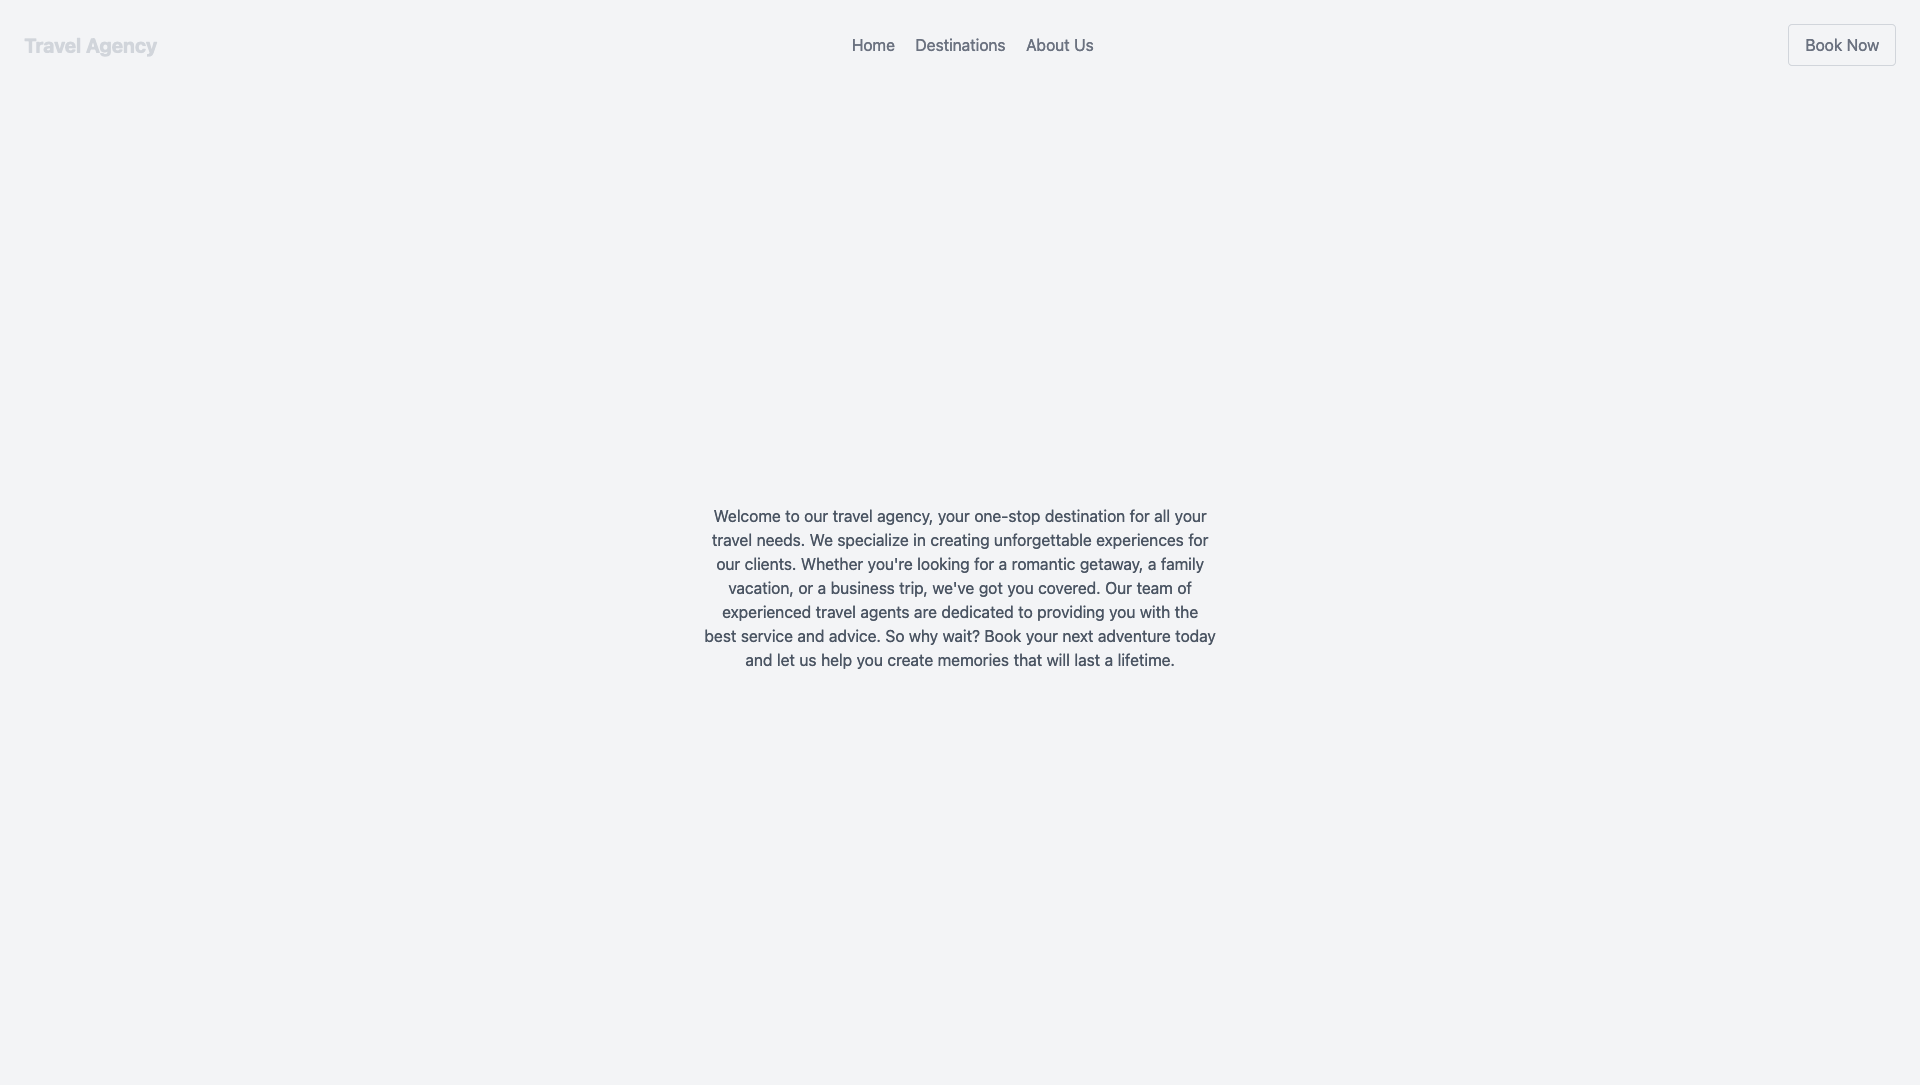 Travel Agency
Home Destinations About Us
Book Now
Welcome to our travel agency, your one-stop destination for all your
travel needs. We specialize in creating unforgettable experiences for
our clients. Whether you're looking for a romantic getaway, a family
vacation, or a business trip, we've got you covered. Our team of
experienced travel agents are dedicated to providing you with the
best service and advice. So why wait? Book your next adventure today
and let us help you create memories that will last a lifetime.